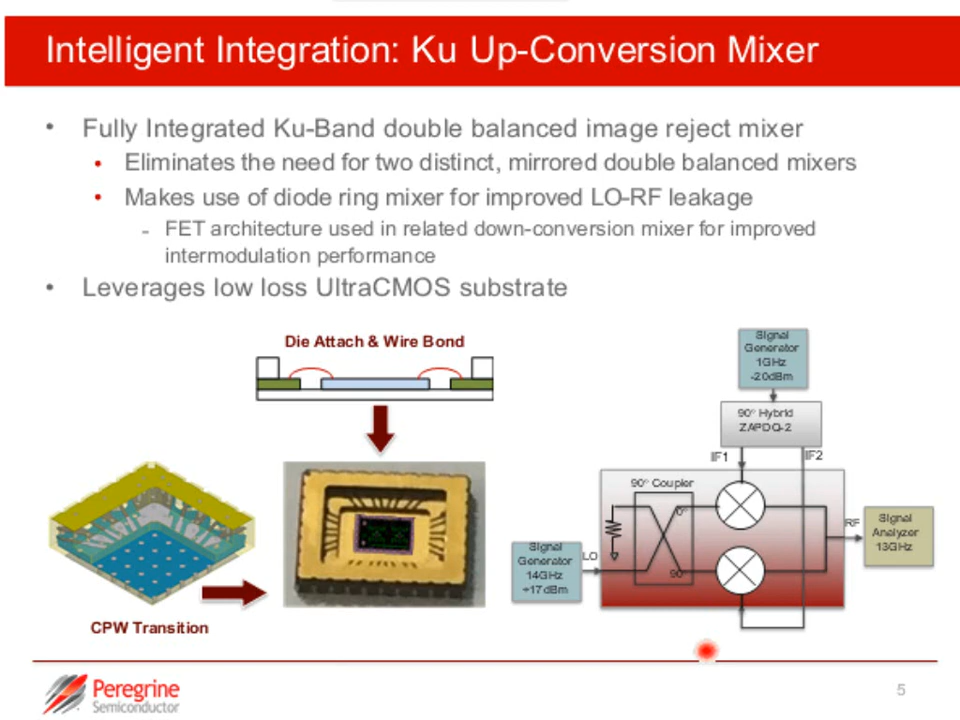 Intelligent Integration: Ku Up-Conversion Mixer
• Fully Integrated Ku-Band double balanced image reject mixer
• Eliminates the need for two distinct, mirrored double balanced mixers
• Makes use of diode ring mixer for improved LO-RF leakage
- FET architecture used in related down-conversion mixer for improved
intermodulation performance
• Leverages low loss UltraCMOS substrate
Die Attach & Wire Bond
CPW Transition
Signal
Generator
1GHz
-20dBm
90° Hybrid
ZAPDQ-2
IF1
IF2
90° Coupler
0°
90°
LO
RF
Signal
Generator
14GHz
+17dBm
Signal
Analyzer
13GHz
Peregrine
Semiconductor
5